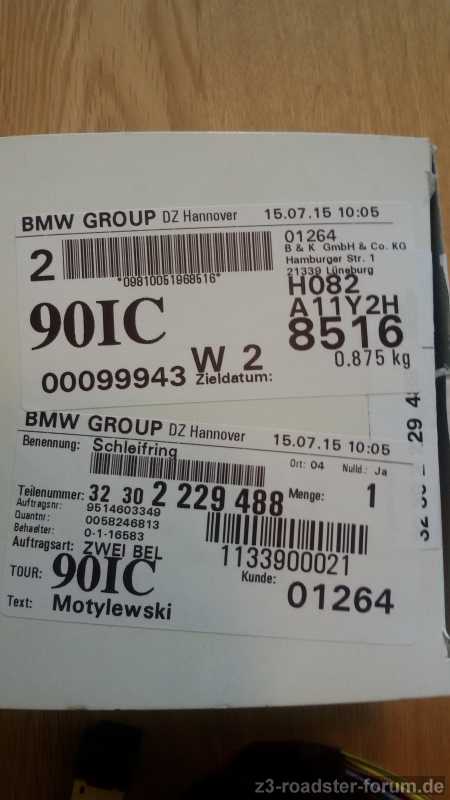 BMW GROUP DZ Hannover 15.07.15 10:05
2 *09810051968516*
01264
B & K GmbH & Co. KG
Hamburger Str. 1
21339 Lüneburg
90IC
H082
A11Y2H
W 2 8516
00099943 Zieldatum: 0.875 kg
BMW GROUP DZ Hannover 15.07.15 10:05
Benennung: Schleifring
Ort: 04 Nulld.: Ja
Teilenummer: 32 30 2 229 488 Menge: 1
Auftragsnr: 9514603349
Quantnr: 0058246813
Behaelter: 0-1-16583
Auftragsart: ZWEI BEL
1133900021
TOUR: 90IC
Kunde: 01264
Text: Motylewski
z3-roadster-forum.de